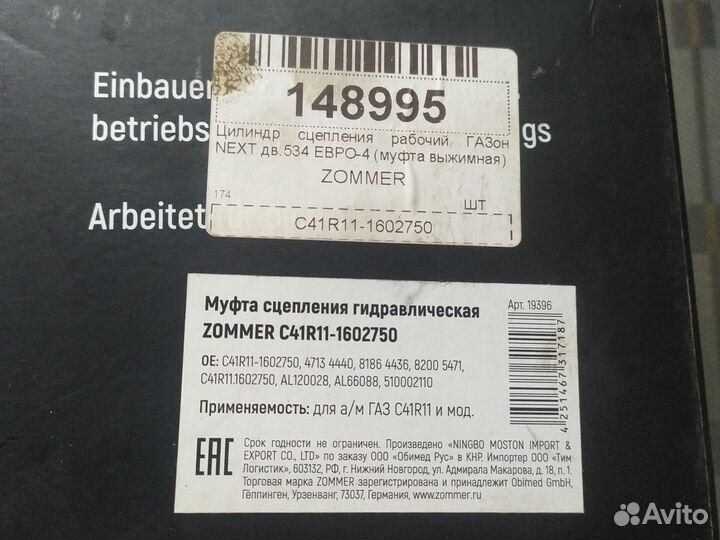 Einbauer
betriebs
gs
Arbeitet
148995
Цилиндр сцепления рабочий ГАЗон
NEXT дв.534 ЕВРО-4 (муфта выжимная)
ZOMMER
174
ШТ
C41R11-1602750
Муфта сцепления гидравлическая
ZOMMER C41R11-1602750
Арт. 19396
OE: C41R11-1602750, 4713 4440, 8186 4436, 8200 5471,
C41R11.1602750, AL120028, AL66088, 510002110
Применяемость: для а/м ГАЗ C41R11 и мод.
4 251467 317187
EAC
Срок годности не ограничен. Произведено «NINGBO MOSTON IMPORT &
EXPORT CO., LTD» по заказу ООО «Обимед Рус» в КНР. Импортер ООО «Тим
Логистик», 603132, РФ, г. Нижний Новгород, ул. Адмирала Макарова, д. 18, п. 1.
Торговая марка ZOMMER зарегистрирована и принадлежит Obimed GmbH,
Гёппинген, Урзенванг, 73037, Германия, www.zommer.ru
Avito